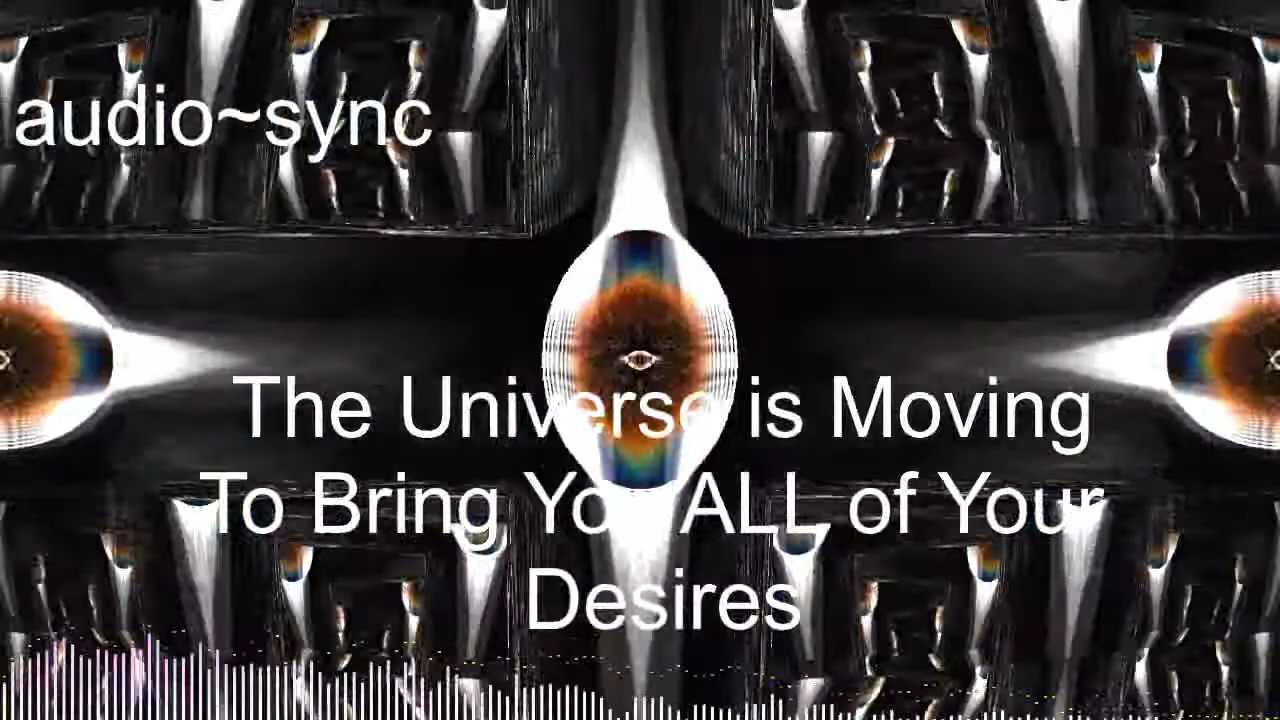 audio~sync
The Universe is Moving
To Bring You ALL of Your
Desires